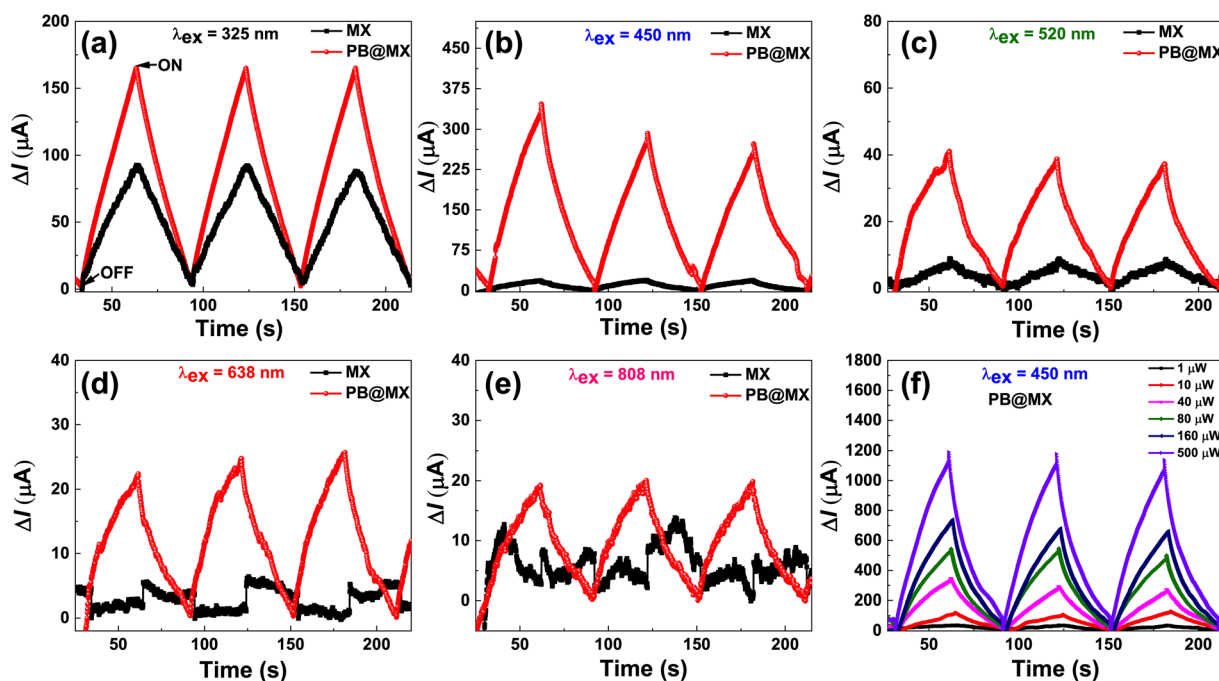 (a)
λex = 325 nm
MX
PB@MX
ON
OFF
ΔI (µA)
200
150
100
50
0
50 100 150 200
Time (s)
(b)
λex = 450 nm
MX
PB@MX
ΔI (µA)
450
375
300
225
150
75
0
50 100 150 200
Time (s)
(c)
λex = 520 nm
MX
PB@MX
ΔI (µA)
80
60
40
20
0
50 100 150 200
Time (s)
(d)
λex = 638 nm
MX
PB@MX
ΔI (µA)
40
30
20
10
0
50 100 150 200
Time (s)
(e)
λex = 808 nm
MX
PB@MX
ΔI (µA)
40
30
20
10
0
50 100 150 200
Time (s)
(f)
λex = 450 nm
PB@MX
1 µW
10 µW
40 µW
80 µW
160 µW
500 µW
ΔI (µA)
1800
1600
1400
1200
1000
800
600
400
200
0
50 100 150 200
Time (s)